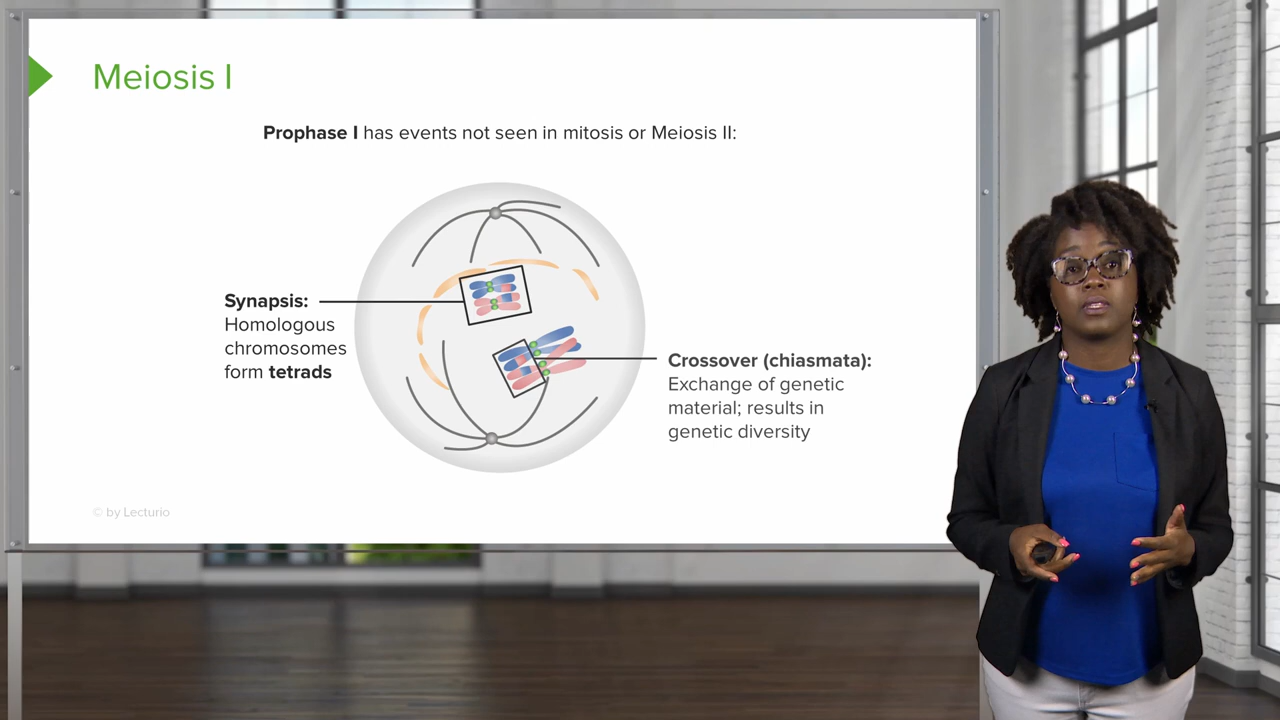 Meiosis I
Prophase I has events not seen in mitosis or Meiosis II:
Synapsis:
Homologous
chromosomes
form tetrads
Crossover (chiasmata):
Exchange of genetic
material; results in
genetic diversity
© by Lecturio